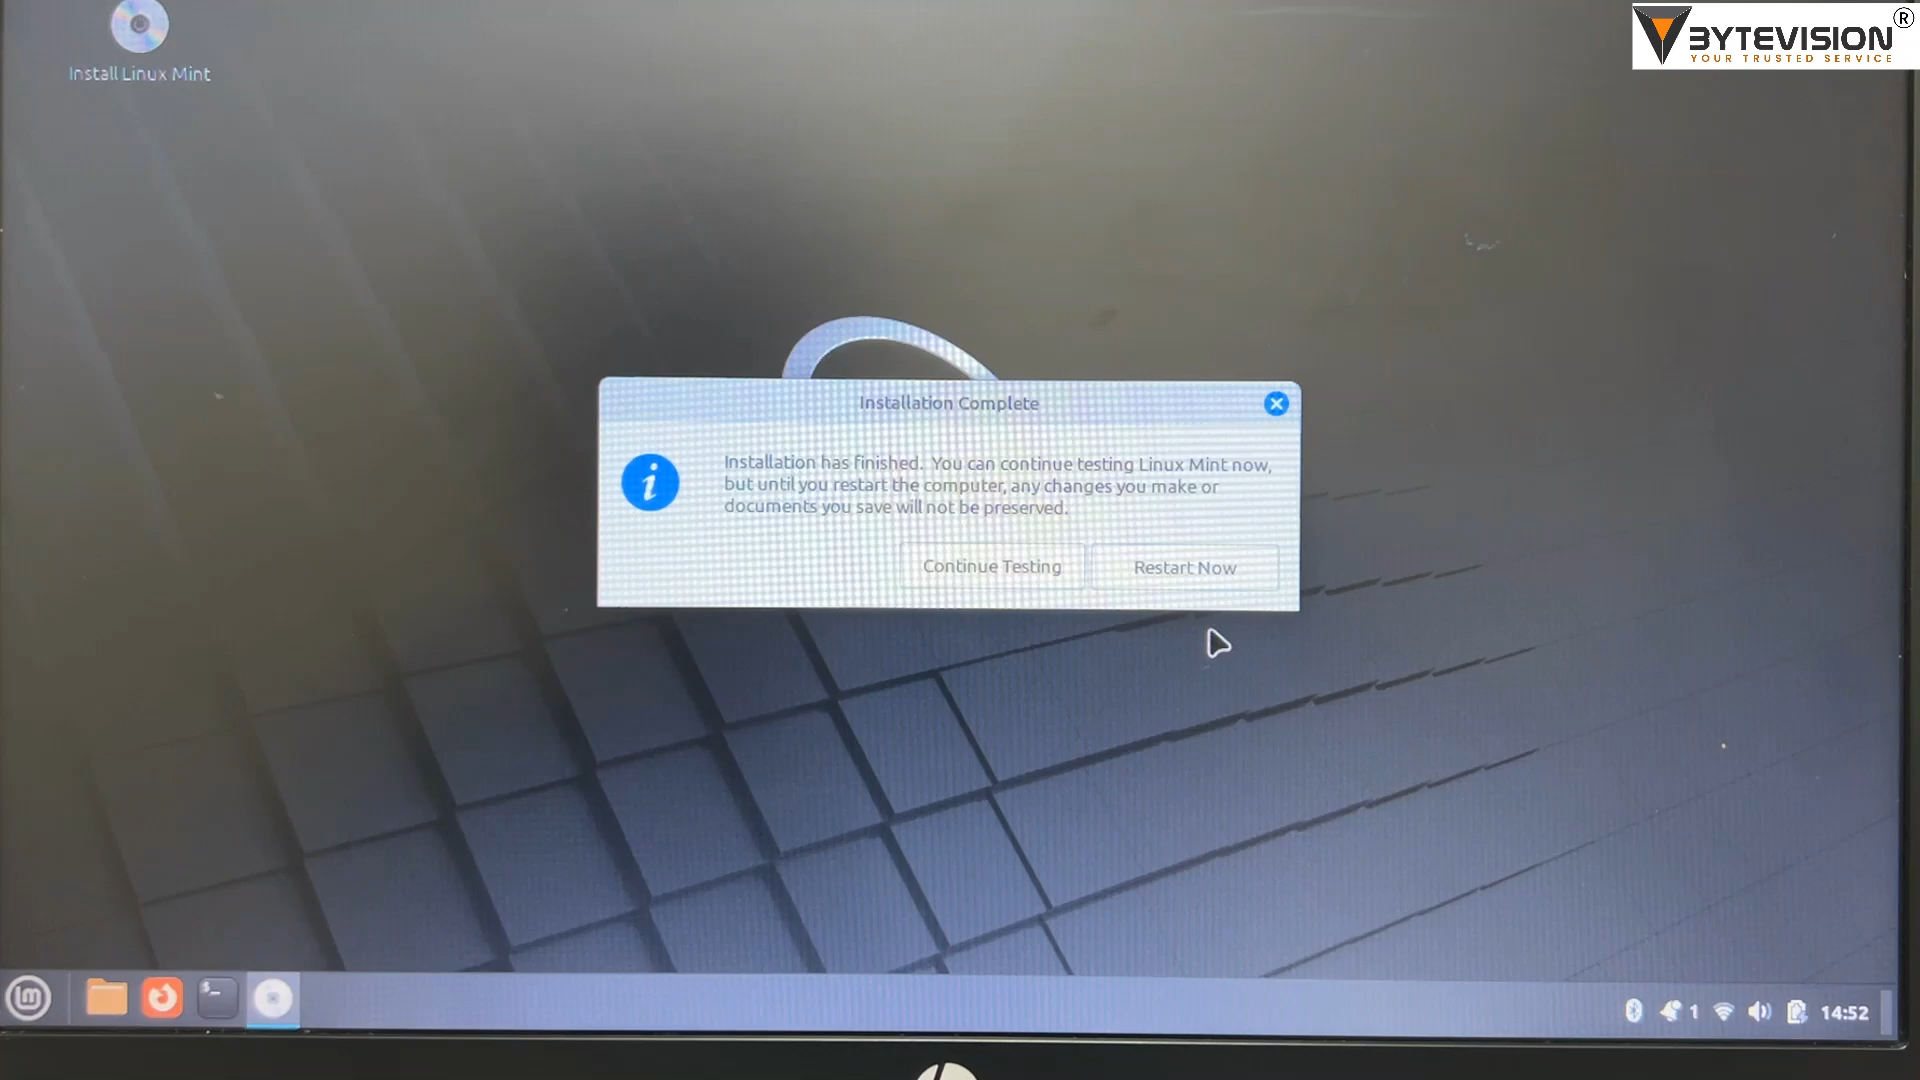 BYTEVISION®
YOUR TRUSTED SERVICE
Install Linux Mint
Installation Complete
Installation has finished. You can continue testing Linux Mint now,
but until you restart the computer, any changes you make or
documents you save will not be preserved.
Continue Testing
Restart Now
1
14:52